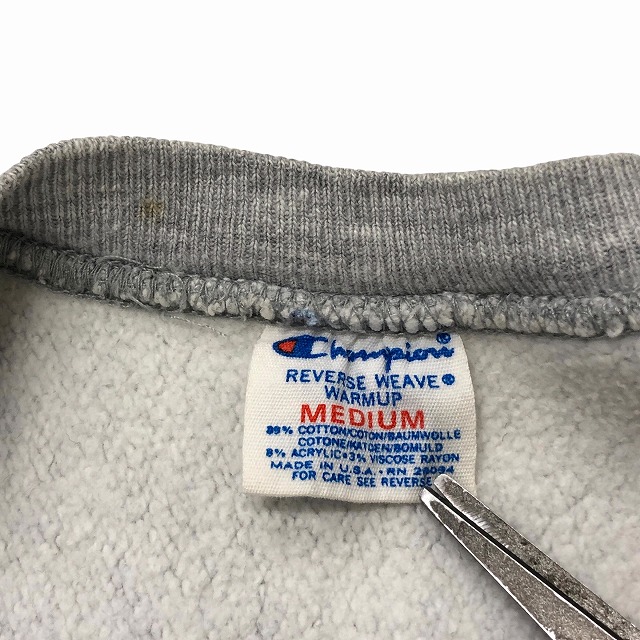 Champion®
REVERSE WEAVE®
WARMUP
MEDIUM
89% COTTON/COTON/BAUMWOLLE
COTONE/KATOEN/BOMULD
8% ACRYLIC•3% VISCOSE RAYON
MADE IN U.S.A. RN 26094
FOR CARE SEE REVERSE